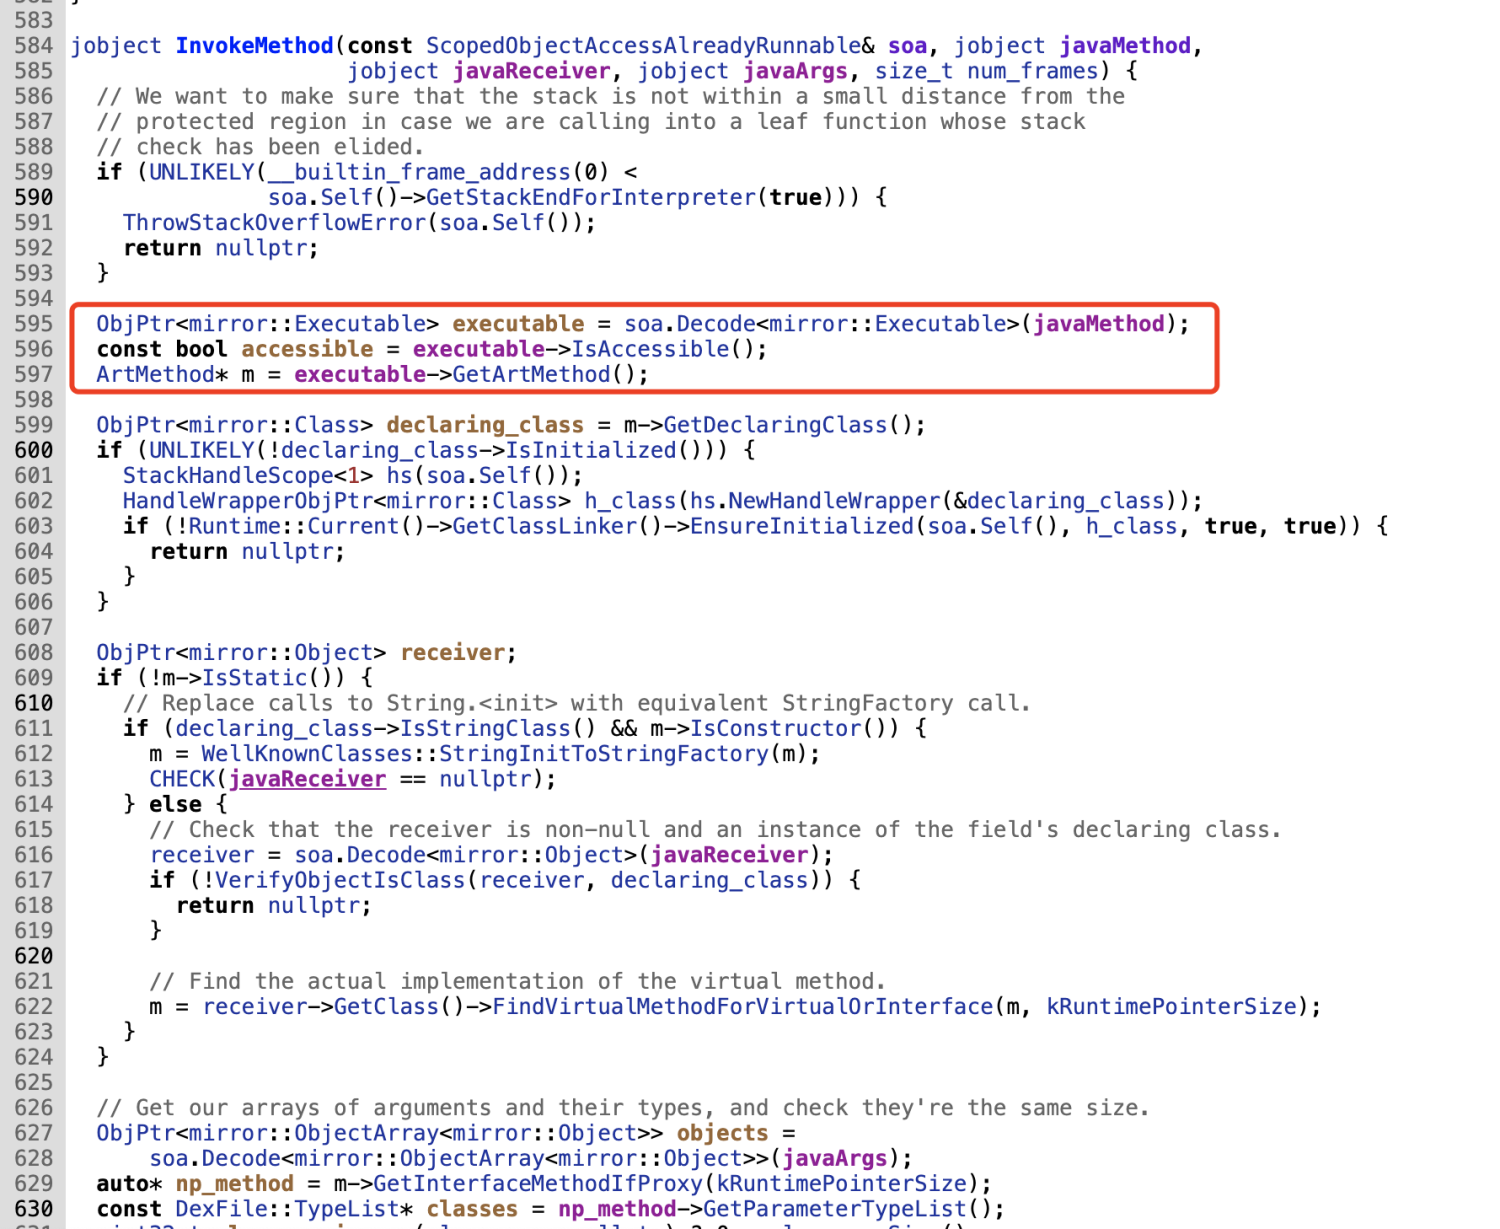 583
584 jobject InvokeMethod(const ScopedObjectAccessAlreadyRunnable& soa, jobject javaMethod,
585                      jobject javaReceiver, jobject javaArgs, size_t num_frames) {
586   // We want to make sure that the stack is not within a small distance from the
587   // protected region in case we are calling into a leaf function whose stack
588   // check has been elided.
589   if (UNLIKELY(__builtin_frame_address(0) <
590                soa.Self()->GetStackEndForInterpreter(true))) {
591     ThrowStackOverflowError(soa.Self());
592     return nullptr;
593   }
594
595   ObjPtr<mirror::Executable> executable = soa.Decode<mirror::Executable>(javaMethod);
596   const bool accessible = executable->IsAccessible();
597   ArtMethod* m = executable->GetArtMethod();
598
599   ObjPtr<mirror::Class> declaring_class = m->GetDeclaringClass();
600   if (UNLIKELY(!declaring_class->IsInitialized())) {
601     StackHandleScope<1> hs(soa.Self());
602     HandleWrapperObjPtr<mirror::Class> h_class(hs.NewHandleWrapper(&declaring_class));
603     if (!Runtime::Current()->GetClassLinker()->EnsureInitialized(soa.Self(), h_class, true, true)) {
604       return nullptr;
605     }
606   }
607
608   ObjPtr<mirror::Object> receiver;
609   if (!m->IsStatic()) {
610     // Replace calls to String.<init> with equivalent StringFactory call.
611     if (declaring_class->IsStringClass() && m->IsConstructor()) {
612       m = WellKnownClasses::StringInitToStringFactory(m);
613       CHECK(javaReceiver == nullptr);
614     } else {
615       // Check that the receiver is non-null and an instance of the field's declaring class.
616       receiver = soa.Decode<mirror::Object>(javaReceiver);
617       if (!VerifyObjectIsClass(receiver, declaring_class)) {
618         return nullptr;
619       }
620
621       // Find the actual implementation of the virtual method.
622       m = receiver->GetClass()->FindVirtualMethodForVirtualOrInterface(m, kRuntimePointerSize);
623     }
624   }
625
626   // Get our arrays of arguments and their types, and check they're the same size.
627   ObjPtr<mirror::ObjectArray<mirror::Object>> objects =
628       soa.Decode<mirror::ObjectArray<mirror::Object>>(javaArgs);
629   auto* np_method = m->GetInterfaceMethodIfProxy(kRuntimePointerSize);
630   const DexFile::TypeList* classes = np_method->GetParameterTypeList();